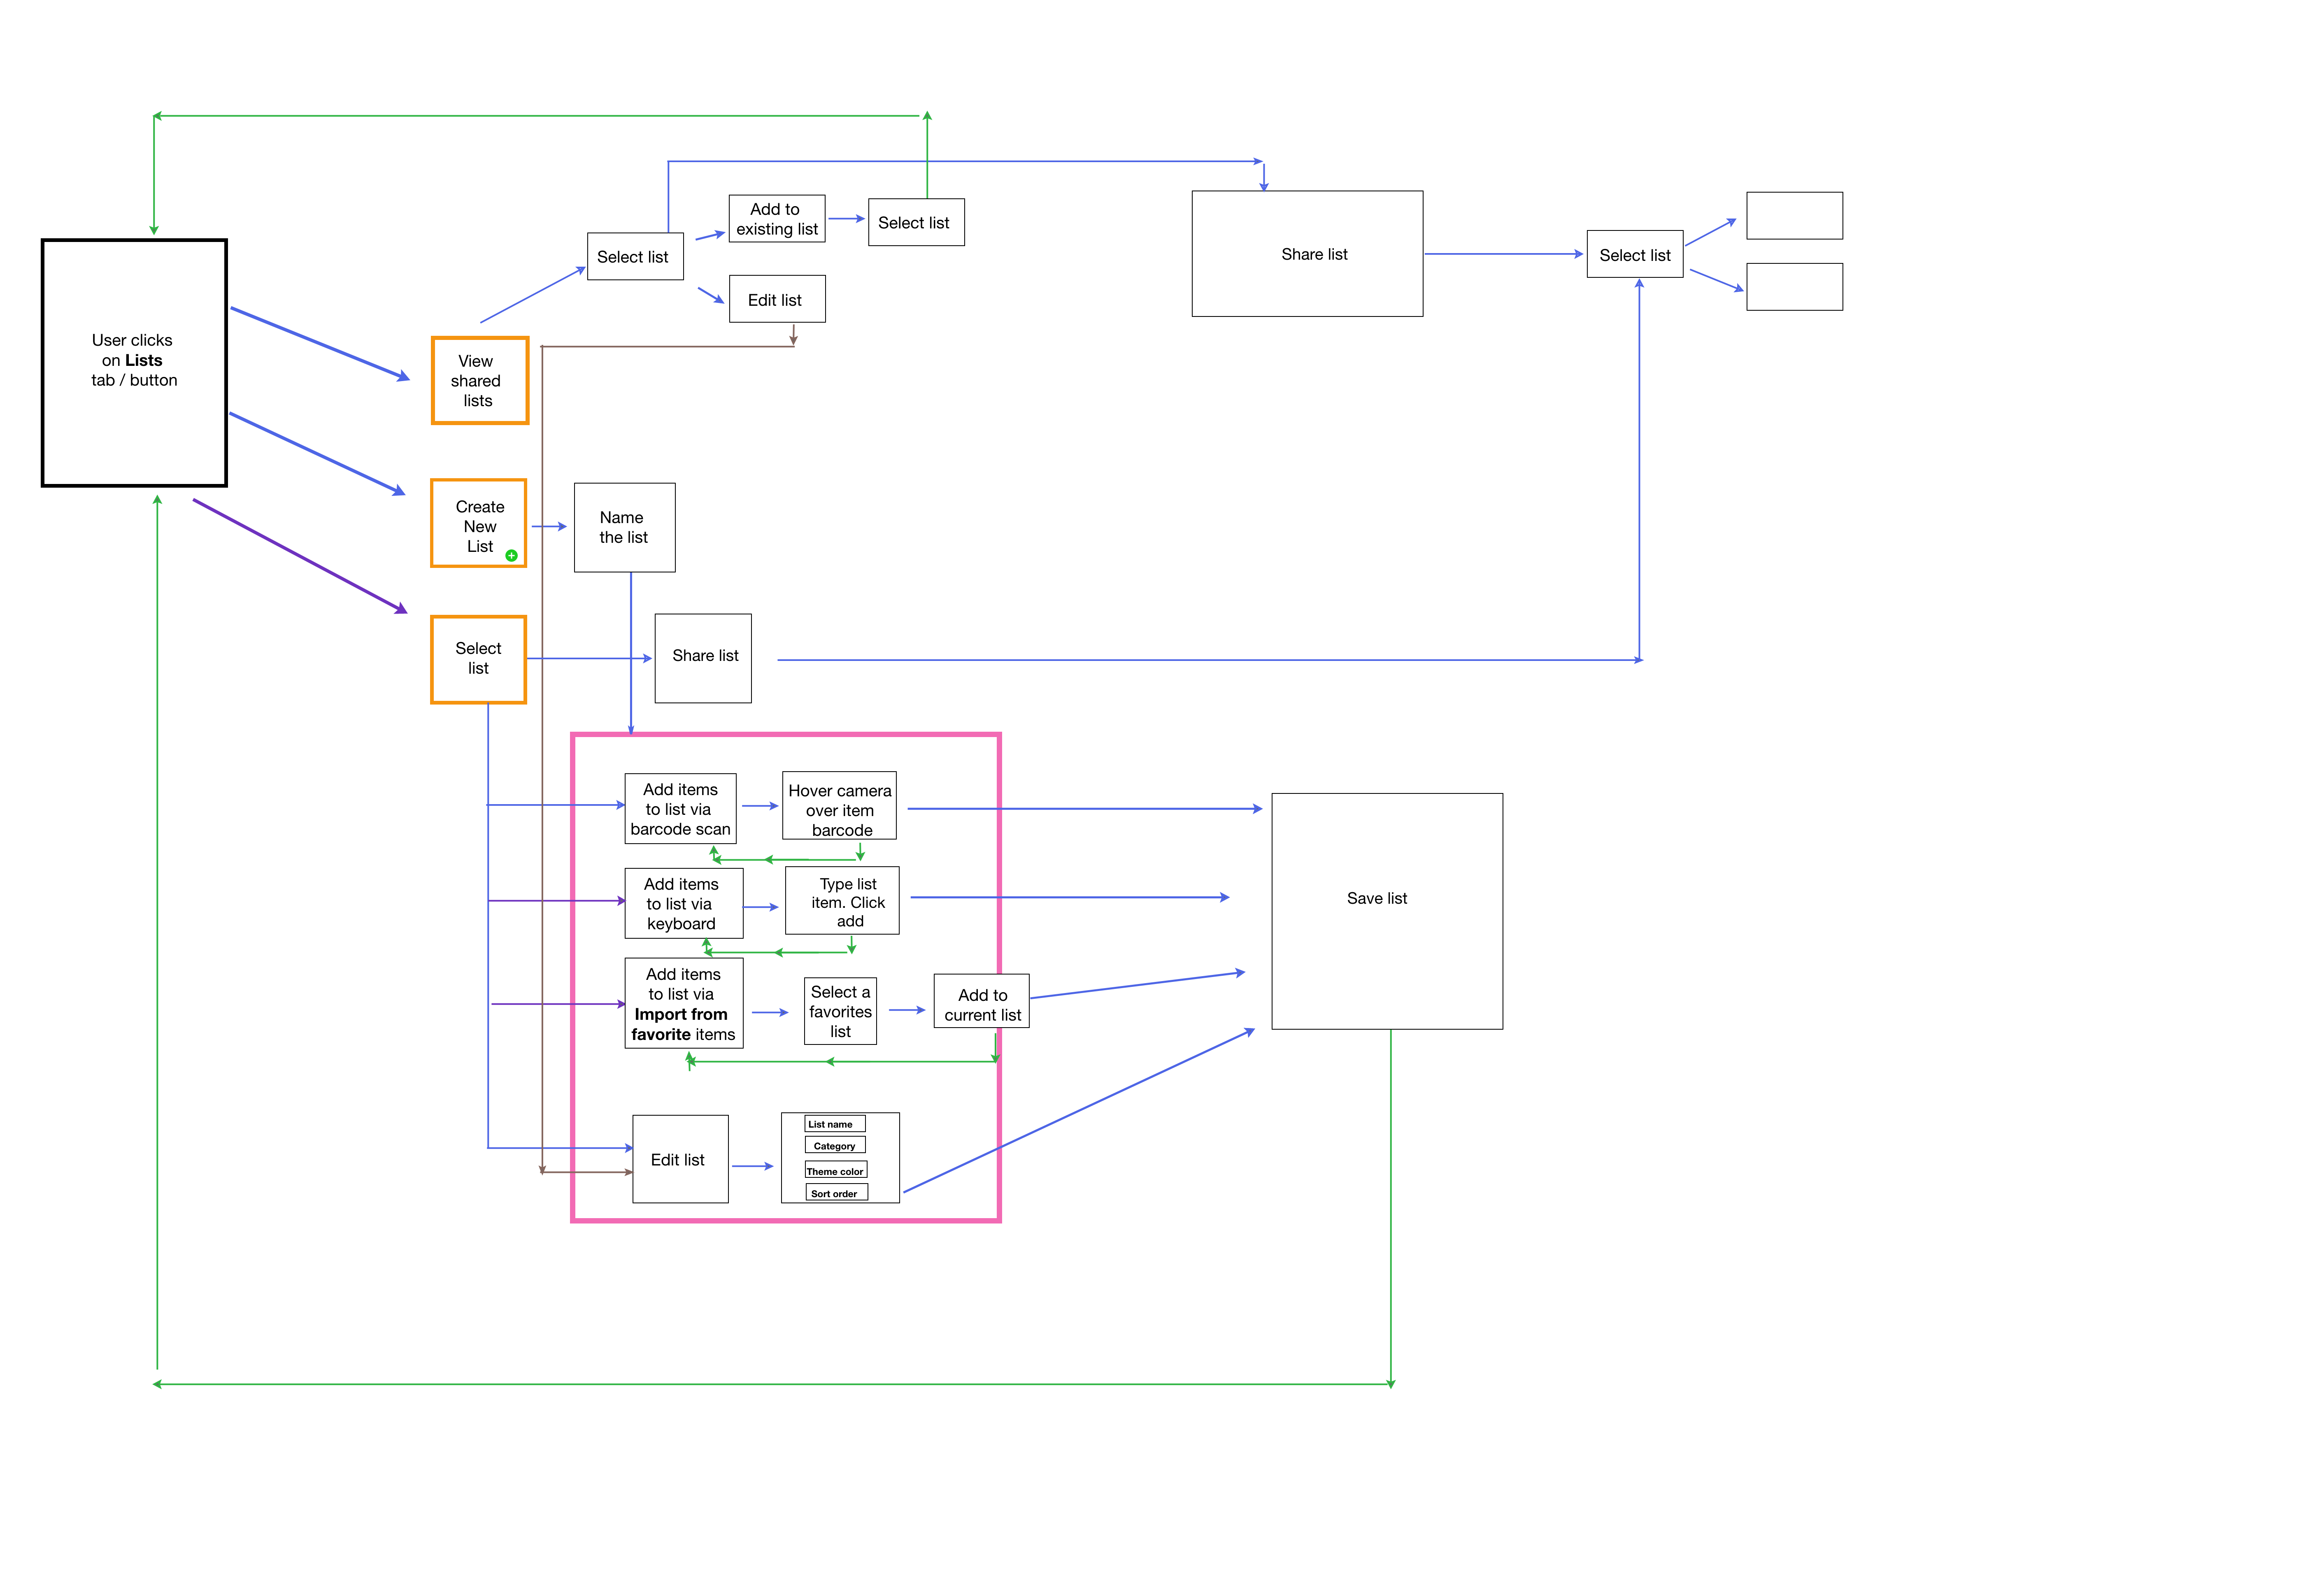 User clicks
on Lists
tab / button
View
shared
lists
Select list
Add to
existing list
Select list
Edit list
Share list
Select list
Create
New
List
+
Name
the list
Select
list
Share list
Add items
to list via
barcode scan
Hover camera
over item
barcode
Add items
to list via
keyboard
Type list
item. Click
add
Add items
to list via
Import from
favorite items
Select a
favorites
list
Add to
current list
Edit list
List name
Category
Theme color
Sort order
Save list